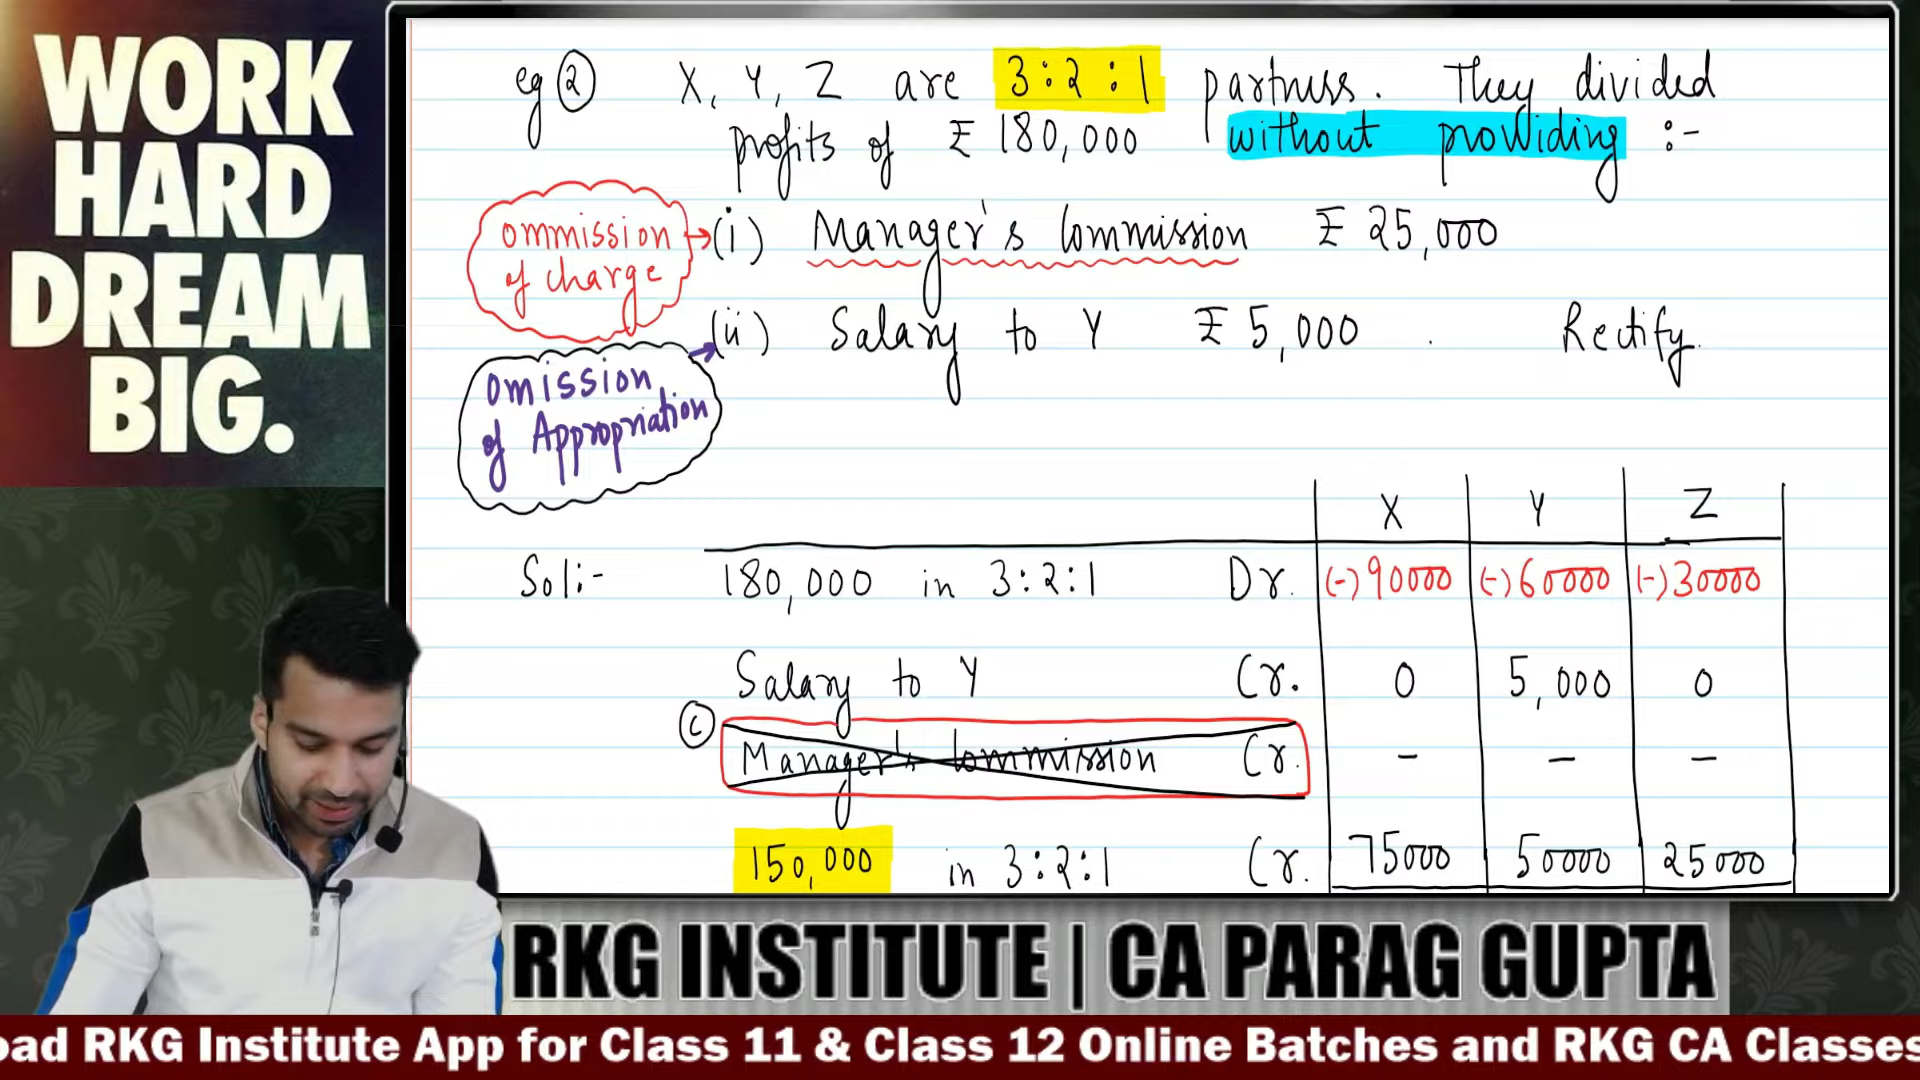 WORK
HARD
DREAM
BIG.
eg ② X, Y, Z are 3:2:1 partners. They divided
profits of ₹ 180,000 without providing :-
ommission
of charge
(i) Manager's Commission ₹ 25,000
(ii) Salary to Y ₹ 5,000 . Rectify.
omission
of Appropriation
X Y Z
Sol:- 180,000 in 3:2:1 Dr. (-)90000 (-)60000 (-)30000
Salary to Y Cr. 0 5,000 0
Ⓒ Manager's Commission Cr. - - -
150,000 in 3:2:1 Cr. 75000 50000 25000
RKG INSTITUTE | CA PARAG GUPTA
oad RKG Institute App for Class 11 & Class 12 Online Batches and RKG CA Classes